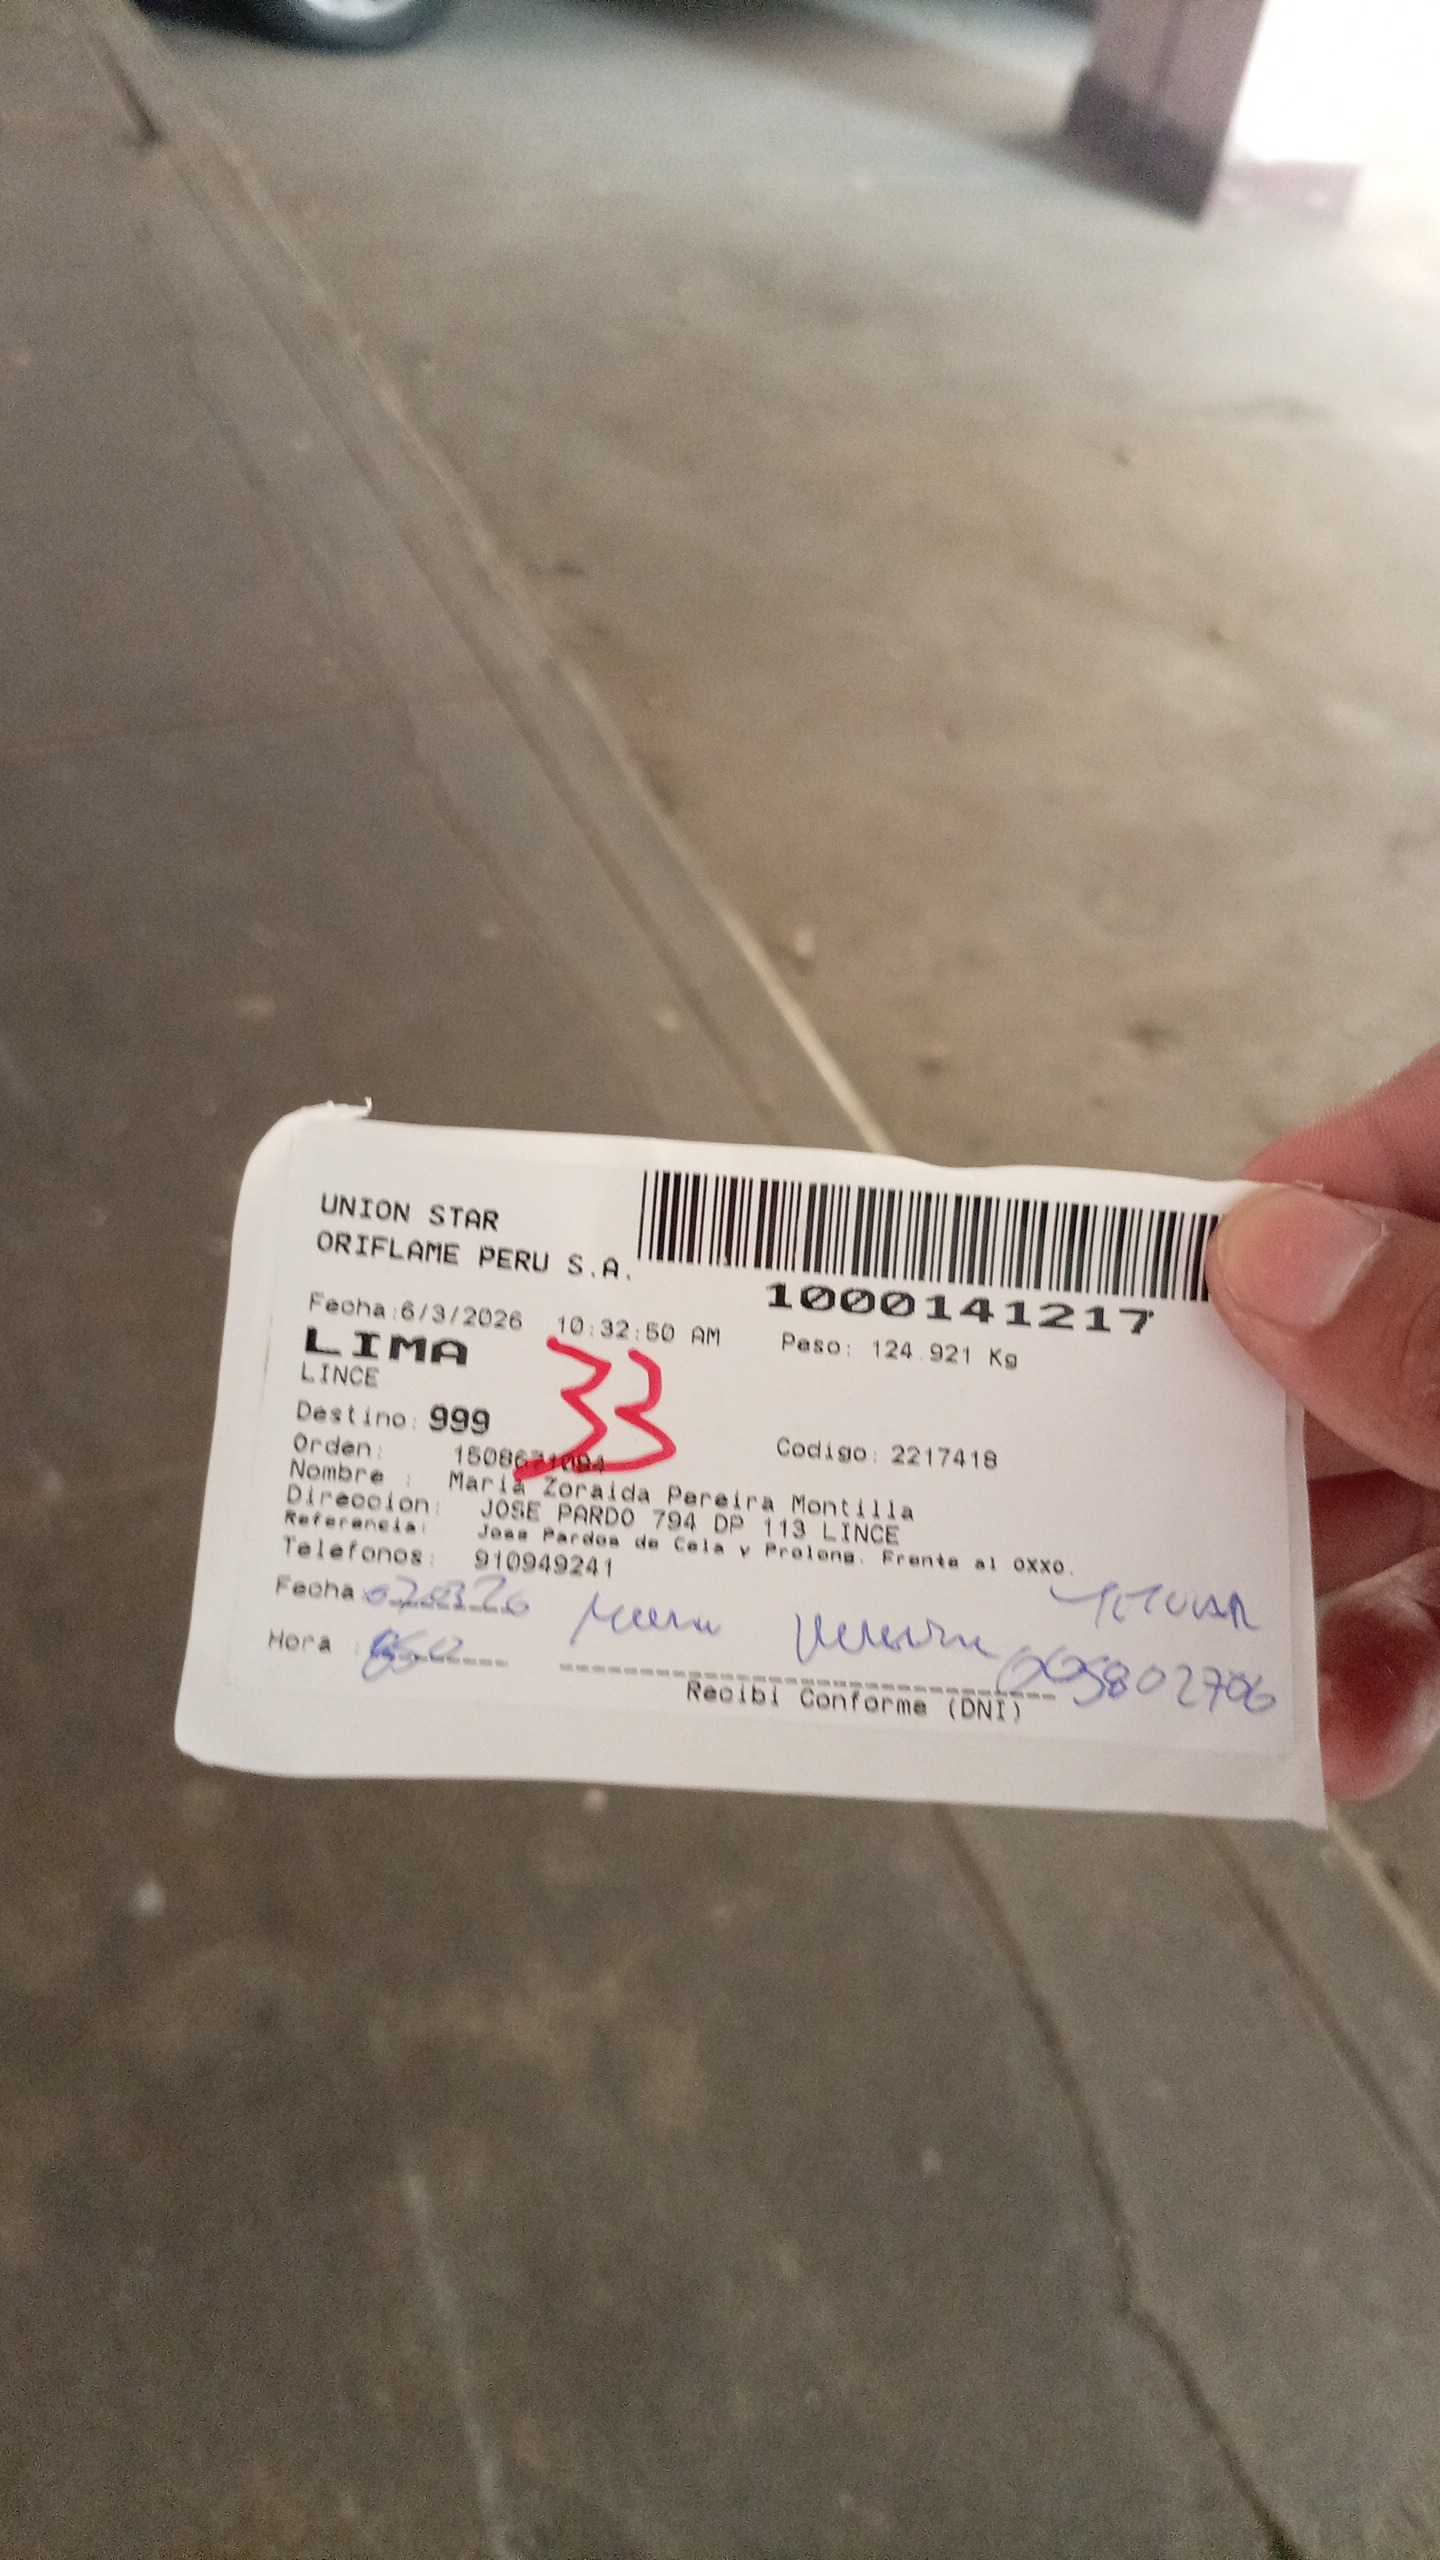 UNION STAR
ORIFLAME PERU S.A.
1000141217
Fecha:6/3/2026 10:32:50 AM
Peso: 124.921 Kg
LIMA
33
LINCE
Destino: 999
Orden:
Codigo: 2217418
Nombre : Maria Zoraida Pereira Montilla
Direccion: JOSE PARDO 794 DP 113 LINCE
Referencia: Jose Pardos de Cela y Prolong. Frente al OXXO.
Telefonos: 910949241
Fecha
TITULAR
Hora :
005802706
Recibi Conforme (DNI)